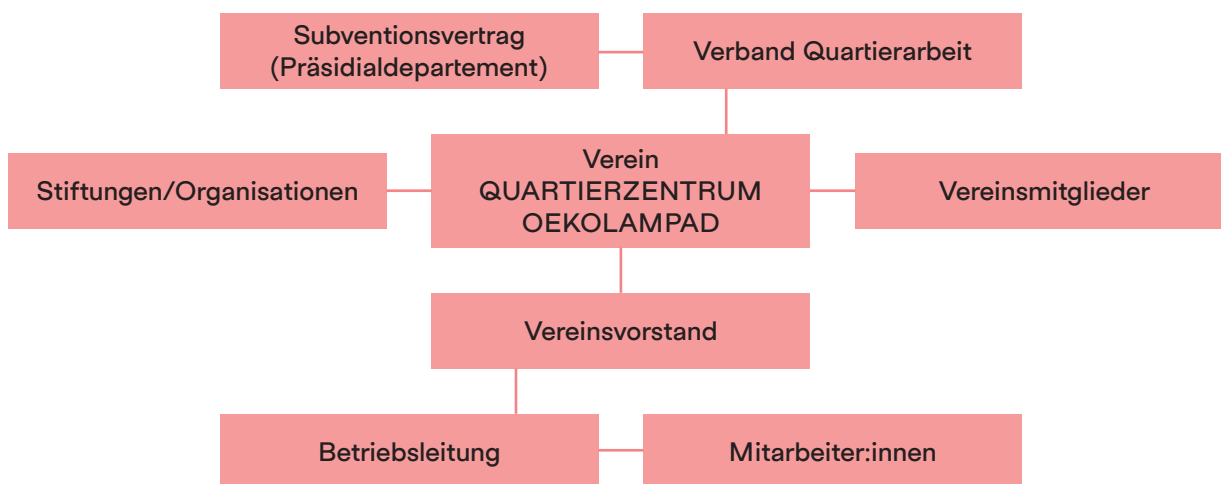 Subventionsvertrag
(Präsidialdepartement)
Verband Quartierarbeit
Stiftungen/Organisationen
Verein
QUARTIERZENTRUM
OEKOLAMPAD
Vereinsmitglieder
Vereinsvorstand
Betriebsleitung
Mitarbeiter:innen